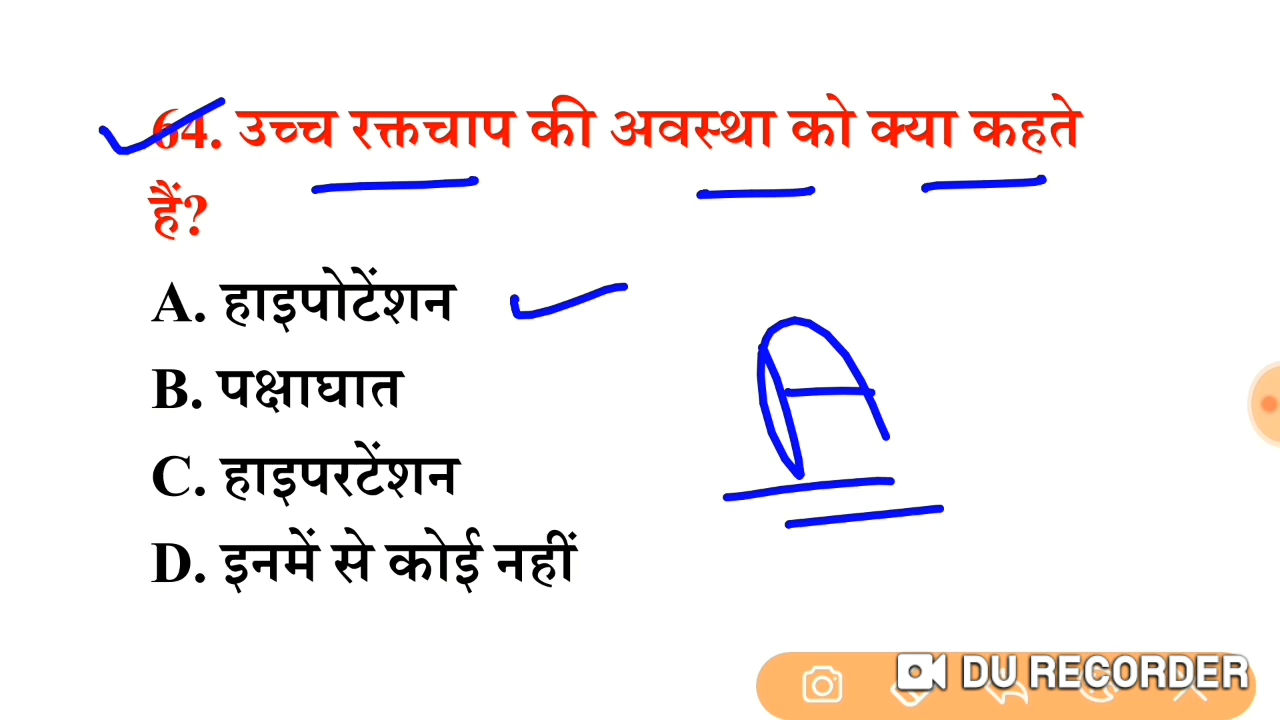 64. उच्च रक्तचाप की अवस्था को क्या कहते
हैं?
A. हाइपोटेंशन
B. पक्षाघात
C. हाइपरटेंशन
D. इनमें से कोई नहीं
A
DU RECORDER